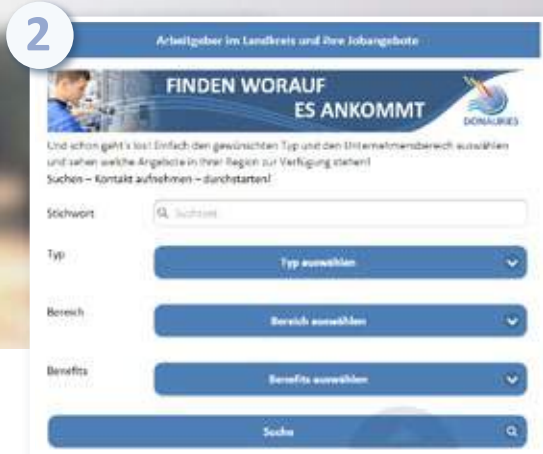 2
Arbeitgeber im Landkreis und ihre Jobangebote
FINDEN WORAUF
ES ANKOMMT
DONAURIES
Und schon geht's los! Einfach den gewünschten Typ und den Unternehmensbereich auswählen
und sehen welche Angebote in Ihrer Region zur Verfügung stehen!
Suchen – Kontakt aufnehmen – durchstarten!
Stichwort
Suchtext
Typ
Typ auswählen
Bereich
Bereich auswählen
Benefits
Benefits auswählen
Suche